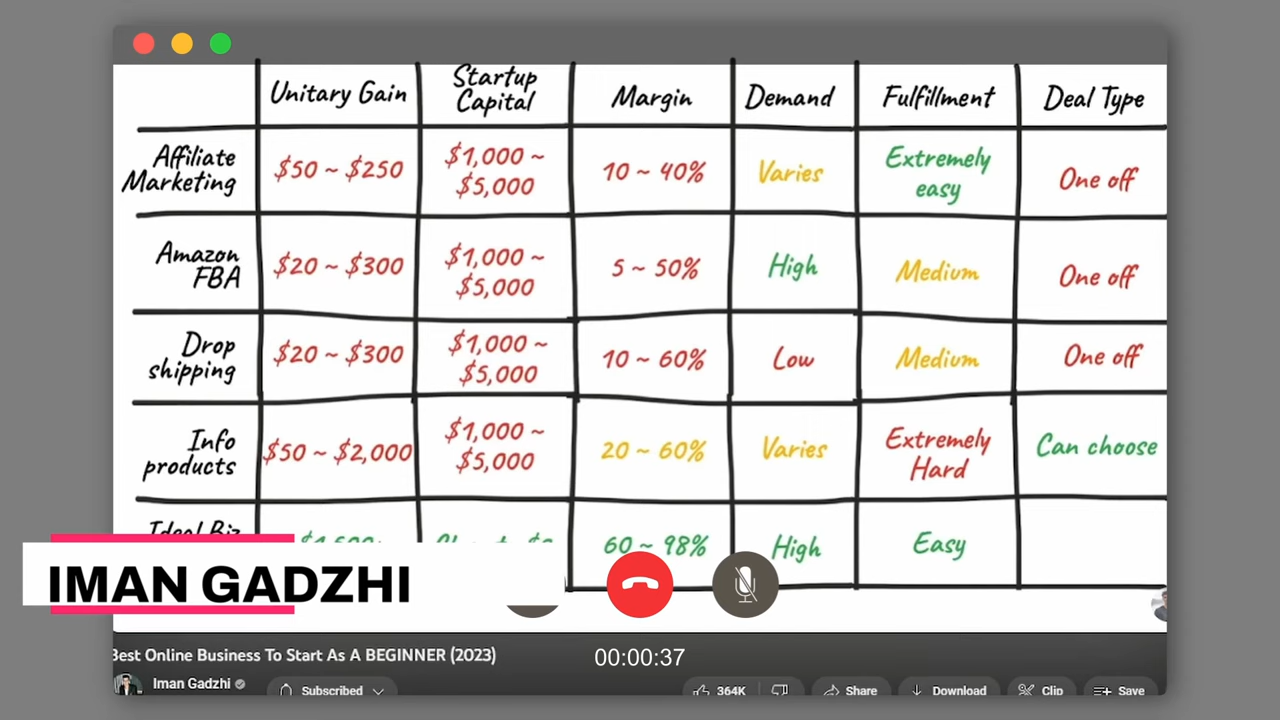 Unitary Gain
Startup
Capital
Margin
Demand
Fulfillment
Deal Type
Affiliate
Marketing
$50 ~ $250
$1,000 ~
$5,000
10 ~ 40%
Varies
Extremely
easy
One off
Amazon
FBA
$20 ~ $300
$1,000 ~
$5,000
5 ~ 50%
High
Medium
One off
Drop
shipping
$20 ~ $300
$1,000 ~
$5,000
10 ~ 60%
Low
Medium
One off
Info
products
$50 ~ $2,000
$1,000 ~
$5,000
20 ~ 60%
Varies
Extremely
Hard
Can choose
Ideal Biz
60 ~ 98%
High
Easy
IMAN GADZHI
Best Online Business To Start As A BEGINNER (2023)
00:00:37
Iman Gadzhi
Subscribed
364K
Share
Download
Clip
Save